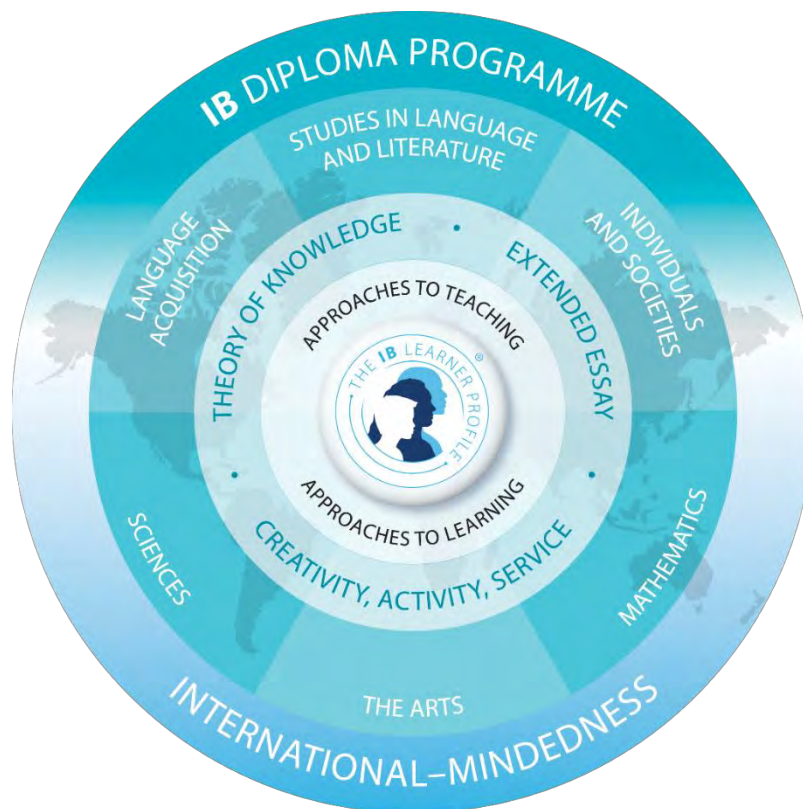 IB DIPLOMA PROGRAMME
STUDIES IN LANGUAGE
AND LITERATURE
LANGUAGE
ACQUISITION
INDIVIDUALS
AND SOCIETIES
THEORY OF KNOWLEDGE
·
EXTENDED ESSAY
APPROACHES TO TEACHING
THE IB LEARNER PROFILE
®
APPROACHES TO LEARNING
·
CREATIVITY, ACTIVITY, SERVICE
·
SCIENCES
MATHEMATICS
THE ARTS
INTERNATIONAL–MINDEDNESS